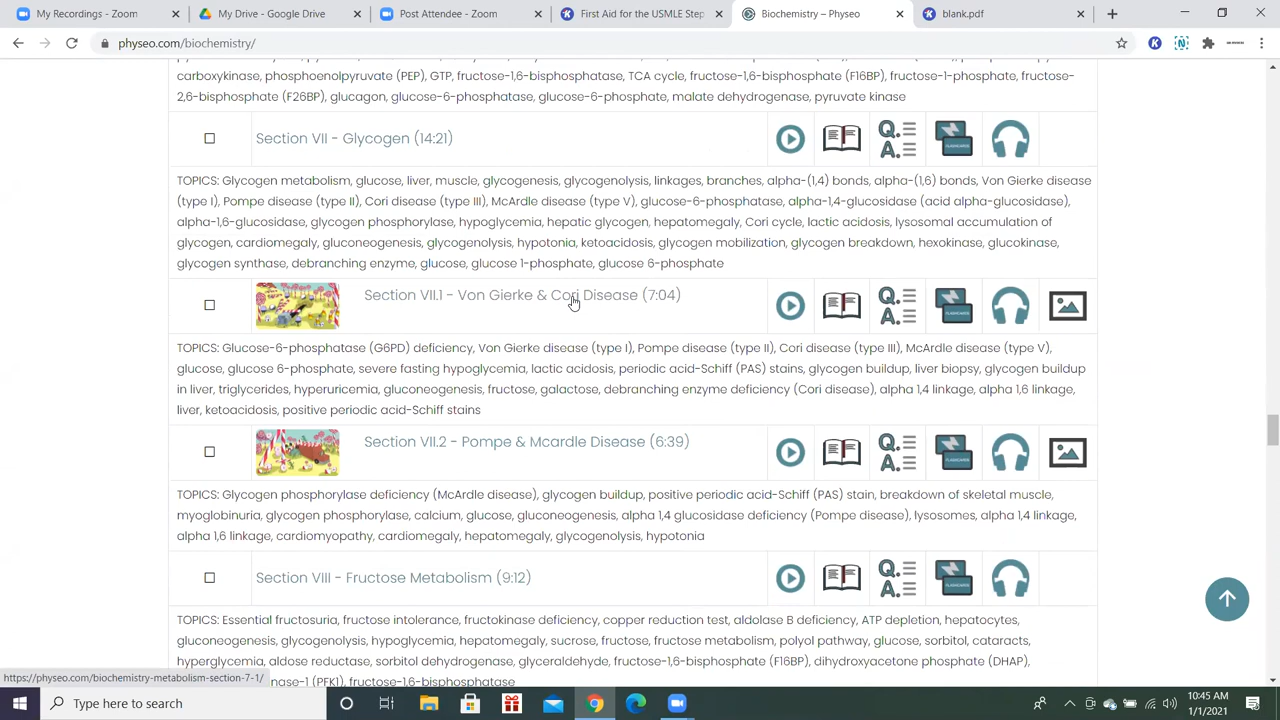 My Recordings - Zoom
My Drive - Google Drive
Post Attendee - Zoom
First Aid for the USMLE Step
Biochemistry – Physeo
blank.pdf
physeo.com/biochemistry/
carboxykinase, phosphoenolpyruvate (PEP), GTP, fructose-1,6-bisphosphatase, TCA cycle, fructose-1,6-bisphosphate (F16BP), fructose-1-phosphate, fructose-
2,6-bisphosphate (F26BP), glucagon, glucose-6-phosphatase, glucose-6-phosphate, malate dehydrogenase, pyruvate kinase
Section VII - Glycogen (14:21)
Q.
A.
FLASHCARDS
TOPICS: Glycogen metabolism, glucose, liver, muscle, glycogenesis, glycogenolysis, linkages, branches, alpha-(1,4) bonds, alpha-(1,6) bonds, Von Gierke disease
(type I), Pompe disease (type II), Cori disease (type III), McArdle disease (type V), glucose-6-phosphatase, alpha-1,4-glucosidase (acid alpha-glucosidase),
alpha-1,6-glucosidase, glycogen phosphorylase, hypoglycemia, hepatic glycogen, hepatomegaly, Cori cycle, lactic acidosis, lysosomal accumulation of
glycogen, cardiomegaly, gluconeogenesis, glycogenolysis, hypotonia, ketoacidosis, glycogen mobilization, glycogen breakdown, hexokinase, glucokinase,
glycogen synthase, debranching enzyme, glucose, glucose 1-phosphate, glucose 6-phosphate
Section VII.1 - Von Gierke & Cori Disease (7:04)
Q.
A.
FLASHCARDS
TOPICS: Glucose-6-phosphatase (G6PD) deficiency, Von Gierke disease (type I), Pompe disease (type II), Cori disease (type III), McArdle disease (type V),
glucose, glucose 6-phosphate, severe fasting hypoglycemia, lactic acidosis, periodic acid-Schiff (PAS) stains, glycogen buildup, liver biopsy, glycogen buildup
in liver, triglycerides, hyperuricemia, gluconeogenesis, fructose, galactose, debranching enzyme deficiency (Cori disease), alpha 1,4 linkage, alpha 1,6 linkage,
liver, ketoacidosis, positive periodic acid-Schiff stains
Section VII.2 - Pompe & Mcardle Disease (6:39)
Q.
A.
FLASHCARDS
TOPICS: Glycogen phosphorylase deficiency (McArdle disease), glycogen buildup, positive periodic acid-Schiff (PAS) stain, breakdown of skeletal muscle,
myoglobinuria, glycogen phosphorylase, calcium, glucose, gluconeogenesis, alpha 1,4 glucosidase deficiency (Pompe disease), lysosomes, alpha 1,4 linkage,
alpha 1,6 linkage, cardiomyopathy, cardiomegaly, hepatomegaly, glycogenolysis, hypotonia
Section VIII - Fructose Metabolism (9:12)
Q.
A.
FLASHCARDS
TOPICS: Essential fructosuria, fructose intolerance, fructokinase deficiency, copper reduction test, aldolase B deficiency, ATP depletion, hepatocytes,
gluconeogenesis, glycogenolysis, hypoglycemia, hepatomegaly, sucrose, fructose, fructose metabolism, polyol pathway, glucose, sorbitol, cataracts,
hyperglycemia, aldose reductase, sorbitol dehydrogenase, glyceraldehyde, fructose-1,6-bisphosphate (F16BP), dihydroxyacetone phosphate (DHAP),
https://physeo.com/biochemistry-metabolism-section-7-1/
nase-1 (PFK1), fructose-1,6-bisphosphatase
Type here to search
10:45 AM
1/1/2021